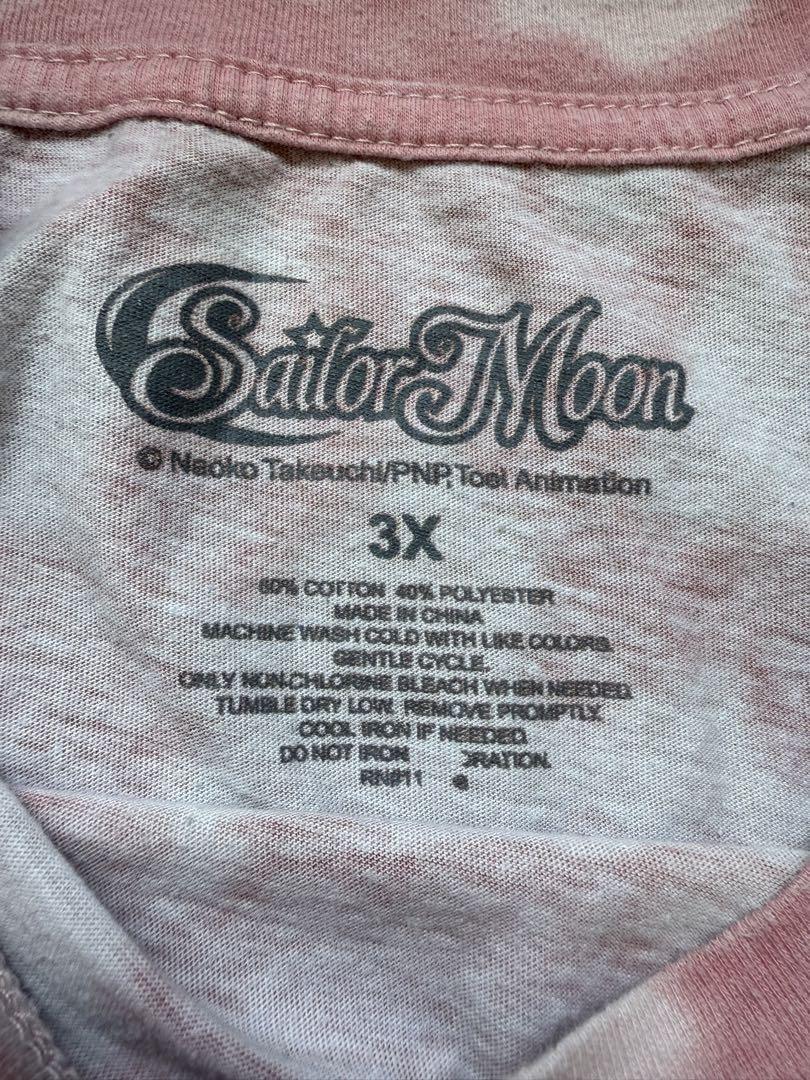 Sailor Moon
© Naoko Takeuchi/PNP, Toei Animation
3X
60% COTTON 40% POLYESTER
MADE IN CHINA
MACHINE WASH COLD WITH LIKE COLORS.
GENTLE CYCLE.
ONLY NON-CHLORINE BLEACH WHEN NEEDED.
TUMBLE DRY LOW. REMOVE PROMPTLY.
COOL IRON IF NEEDED.
DO NOT IRON